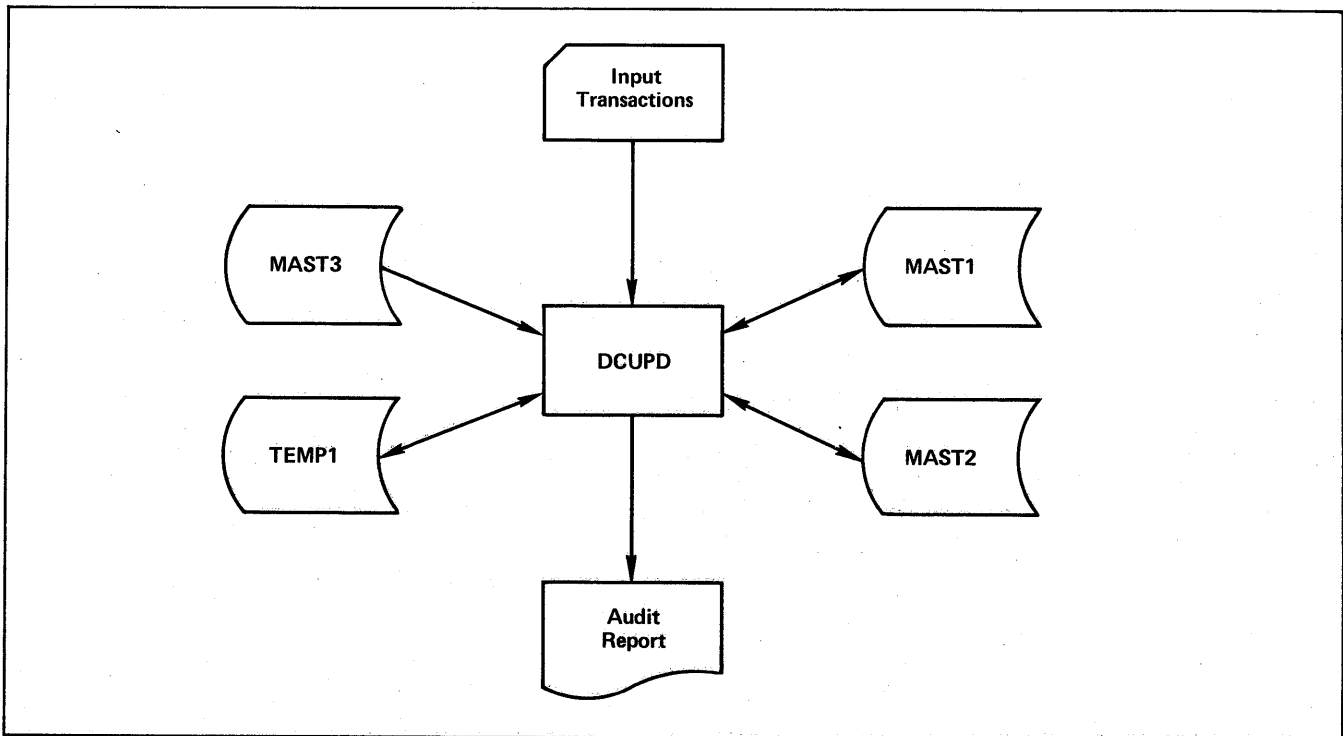 Input
Transactions
MAST3
MAST1
DCUPD
TEMP1
MAST2
Audit
Report